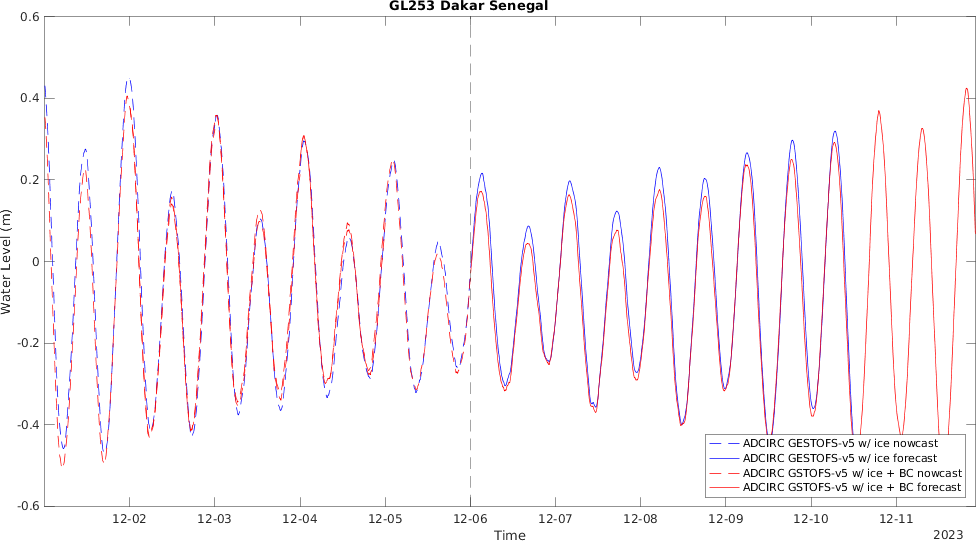 GL253 Dakar Senegal
0.6
0.4
0.2
0
-0.2
-0.4
-0.6
Water Level (m)
12-02
12-03
12-04
12-05
12-06
12-07
12-08
12-09
12-10
12-11
Time
2023
ADCIRC GESTOFS-v5 w/ ice nowcast
ADCIRC GESTOFS-v5 w/ ice forecast
ADCIRC GSTOFS-v5 w/ ice + BC nowcast
ADCIRC GSTOFS-v5 w/ ice + BC forecast